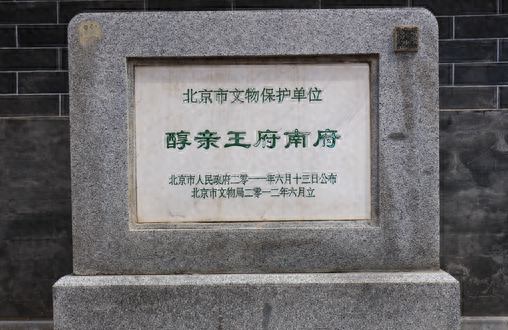 北京市文物保护单位
醇亲王府南府
北京市人民政府二零一一年六月十三日公布
北京市文物局二零一二年六月立